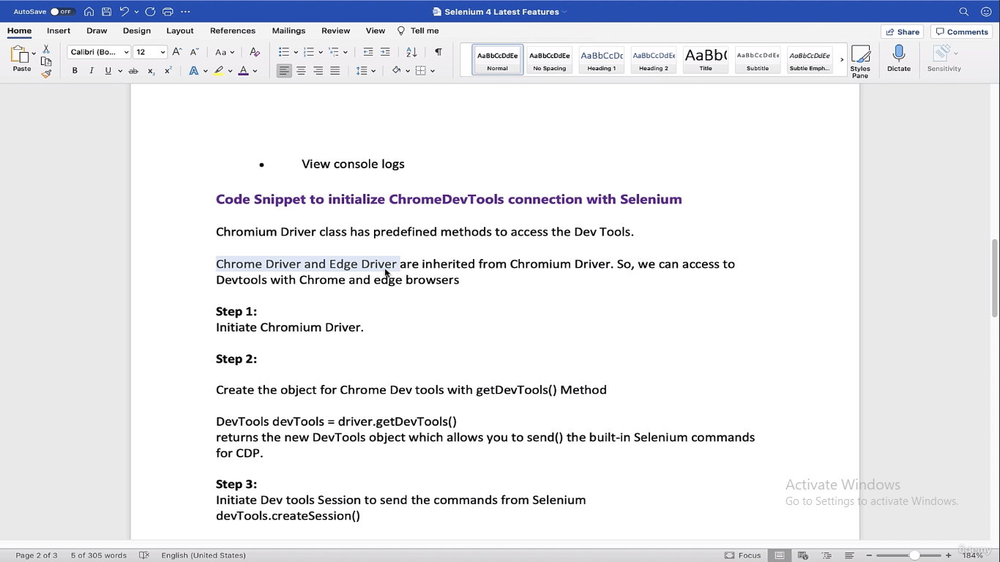 AutoSave OFF Selenium 4 Latest Features
Home Insert Draw Design Layout References Mailings Review View Tell me Share Comments
Paste Calibri (Bo... 12 A A Aa A
AaBbCcDdEe AaBbCcDdEe AaBbCcDc AaBbCcDdEe AaBb( AaBbCcDdEe AaBbCcDdEe
Normal No Spacing Heading 1 Heading 2 Title Subtitle Subtle Emph... Styles Pane Dictate Sensitivity
B I U ab x₂ x² A A
• View console logs
Code Snippet to initialize ChromeDevTools connection with Selenium
Chromium Driver class has predefined methods to access the Dev Tools.
Chrome Driver and Edge Driver are inherited from Chromium Driver. So, we can access to
Devtools with Chrome and edge browsers
Step 1:
Initiate Chromium Driver.
Step 2:
Create the object for Chrome Dev tools with getDevTools() Method
DevTools devTools = driver.getDevTools()
returns the new DevTools object which allows you to send() the built-in Selenium commands
for CDP.
Step 3:
Initiate Dev tools Session to send the commands from Selenium
devTools.createSession()
Activate Windows
Go to Settings to activate Windows.
Page 2 of 3 5 of 305 words English (United States) Focus 184%
ûdemy